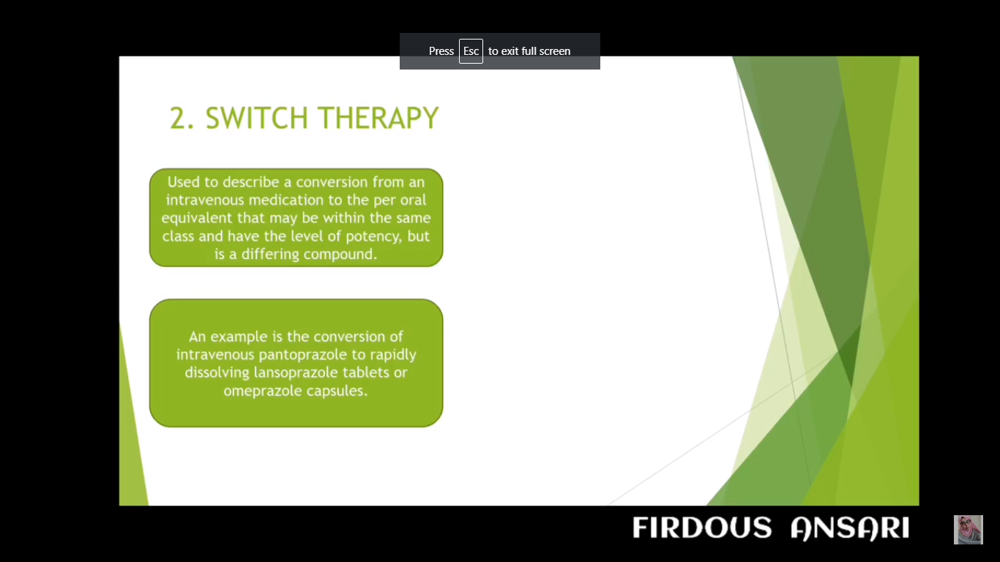 Press Esc to exit full screen
2. SWITCH THERAPY
Used to describe a conversion from an
intravenous medication to the per oral
equivalent that may be within the same
class and have the level of potency, but
is a differing compound.
An example is the conversion of
intravenous pantoprazole to rapidly
dissolving lansoprazole tablets or
omeprazole capsules.
FIRDOUS ANSARI